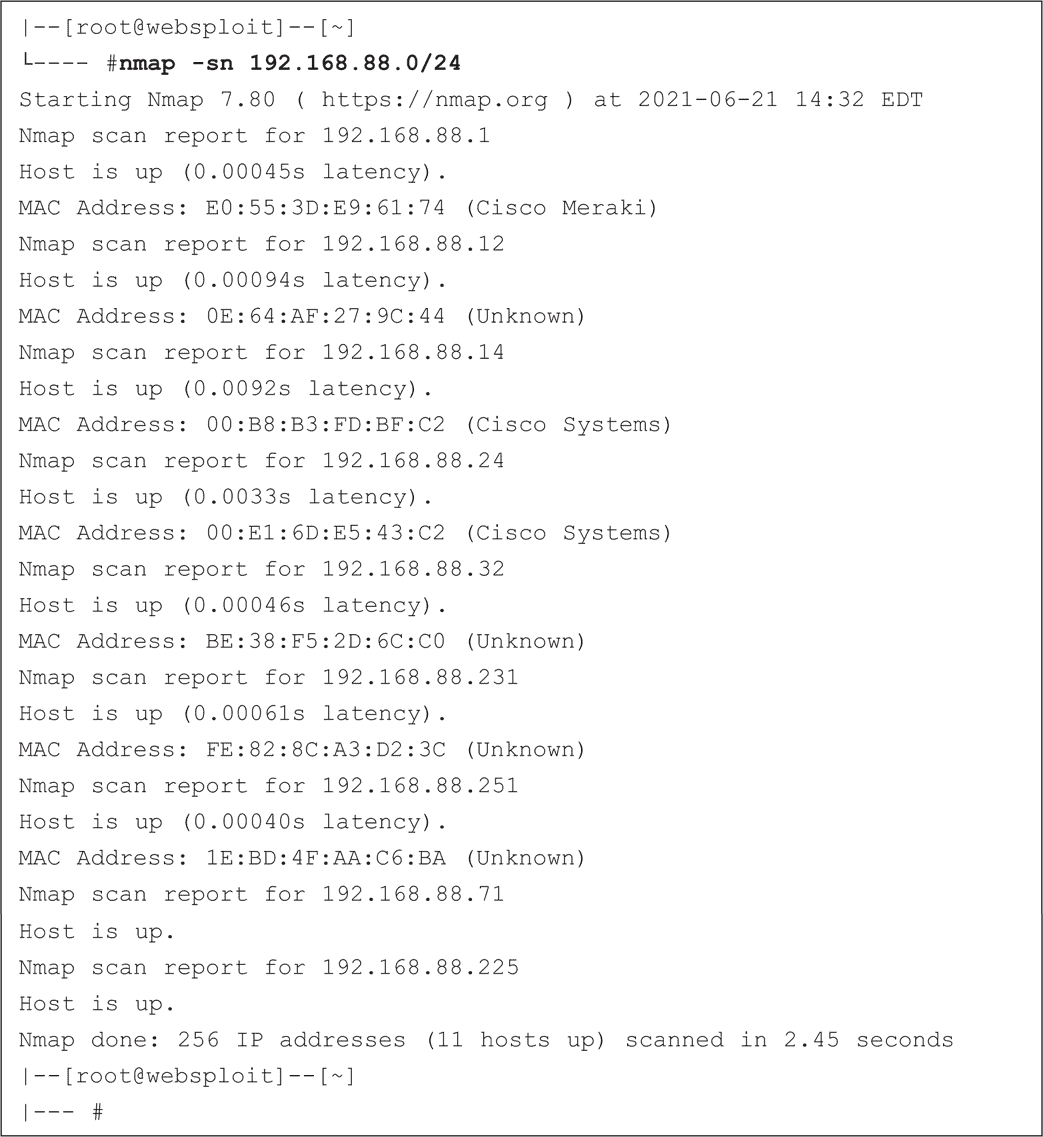 |--[root@websploit]--[~]
└---- #nmap -sn 192.168.88.0/24
Starting Nmap 7.80 ( https://nmap.org ) at 2021-06-21 14:32 EDT
Nmap scan report for 192.168.88.1
Host is up (0.00045s latency).
MAC Address: E0:55:3D:E9:61:74 (Cisco Meraki)
Nmap scan report for 192.168.88.12
Host is up (0.00094s latency).
MAC Address: 0E:64:AF:27:9C:44 (Unknown)
Nmap scan report for 192.168.88.14
Host is up (0.0092s latency).
MAC Address: 00:B8:B3:FD:BF:C2 (Cisco Systems)
Nmap scan report for 192.168.88.24
Host is up (0.0033s latency).
MAC Address: 00:E1:6D:E5:43:C2 (Cisco Systems)
Nmap scan report for 192.168.88.32
Host is up (0.00046s latency).
MAC Address: BE:38:F5:2D:6C:C0 (Unknown)
Nmap scan report for 192.168.88.231
Host is up (0.00061s latency).
MAC Address: FE:82:8C:A3:D2:3C (Unknown)
Nmap scan report for 192.168.88.251
Host is up (0.00040s latency).
MAC Address: 1E:BD:4F:AA:C6:BA (Unknown)
Nmap scan report for 192.168.88.71
Host is up.
Nmap scan report for 192.168.88.225
Host is up.
Nmap done: 256 IP addresses (11 hosts up) scanned in 2.45 seconds
|--[root@websploit]--[~]
|--- #